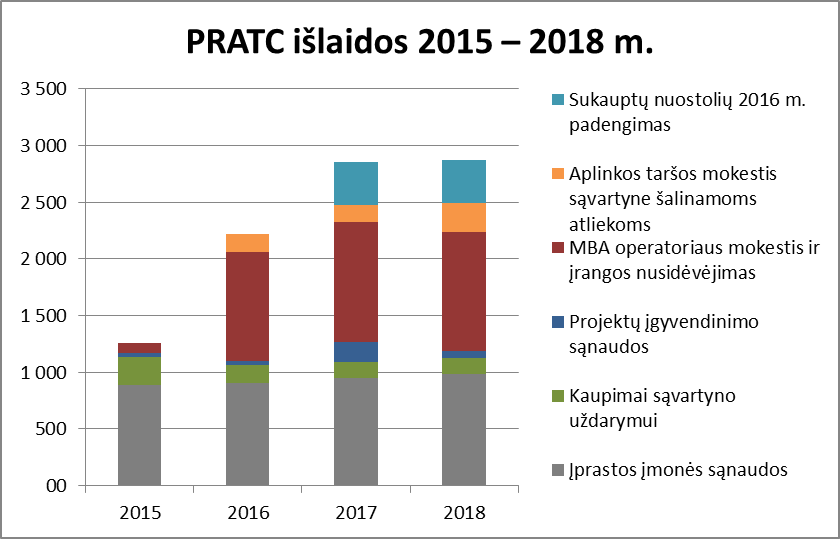 PRATC išlaidos 2015 – 2018 m.
3 500
3 000
2 500
2 000
1 500
1 000
500
00
2015
2016
2017
2018
Sukauptų nuostolių 2016 m.
padengimas
Aplinkos taršos mokestis
sąvartyne šalinamoms
atliekoms
MBA operatoriaus mokestis ir
įrangos nusidėvėjimas
Projektų įgyvendinimo
sąnaudos
Kaupimai sąvartyno
uždarymui
Įprastos įmonės sąnaudos